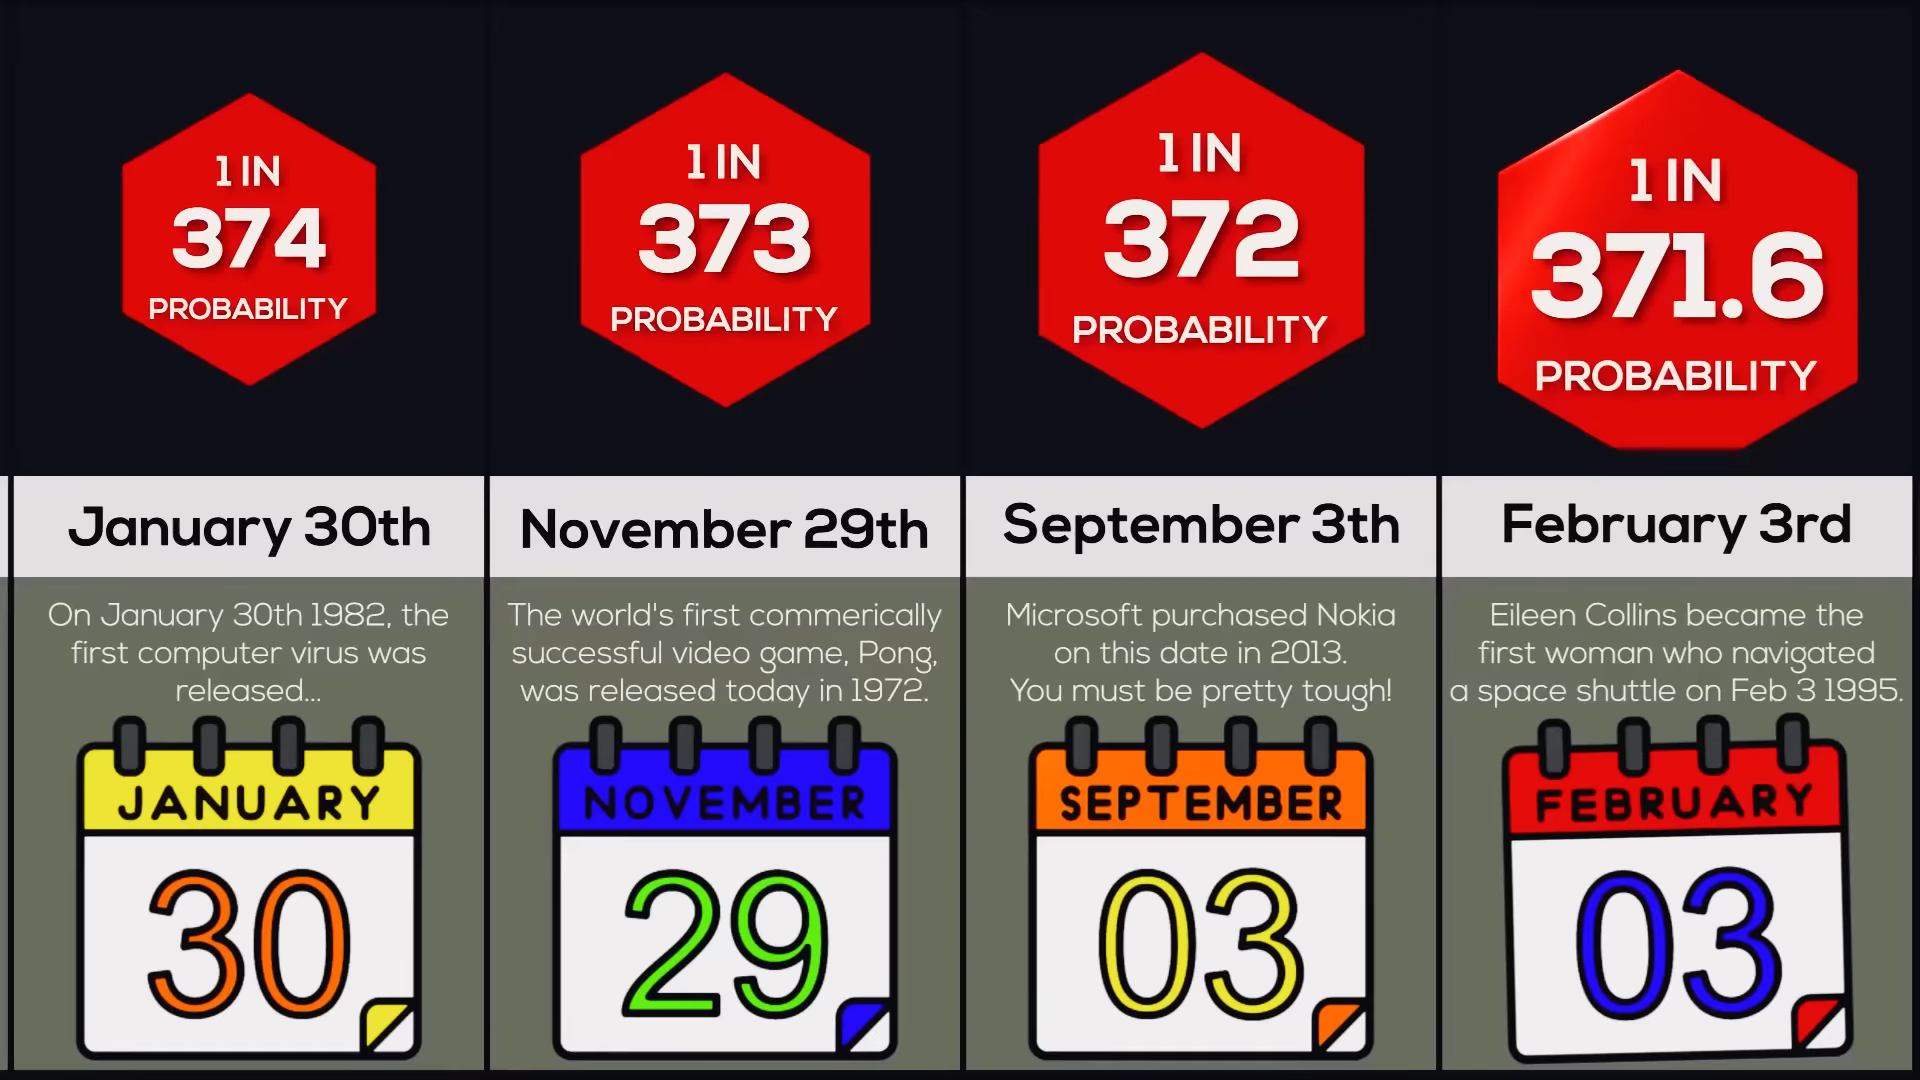 1 IN
374
PROBABILITY
January 30th
On January 30th 1982, the
first computer virus was
released...
JANUARY
30
1 IN
373
PROBABILITY
November 29th
The world's first commerically
successful video game, Pong,
was released today in 1972.
NOVEMBER
29
1 IN
372
PROBABILITY
September 3th
Microsoft purchased Nokia
on this date in 2013.
You must be pretty tough!
SEPTEMBER
03
1 IN
371.6
PROBABILITY
February 3rd
Eileen Collins became the
first woman who navigated
a space shuttle on Feb 3 1995.
FEBRUARY
03